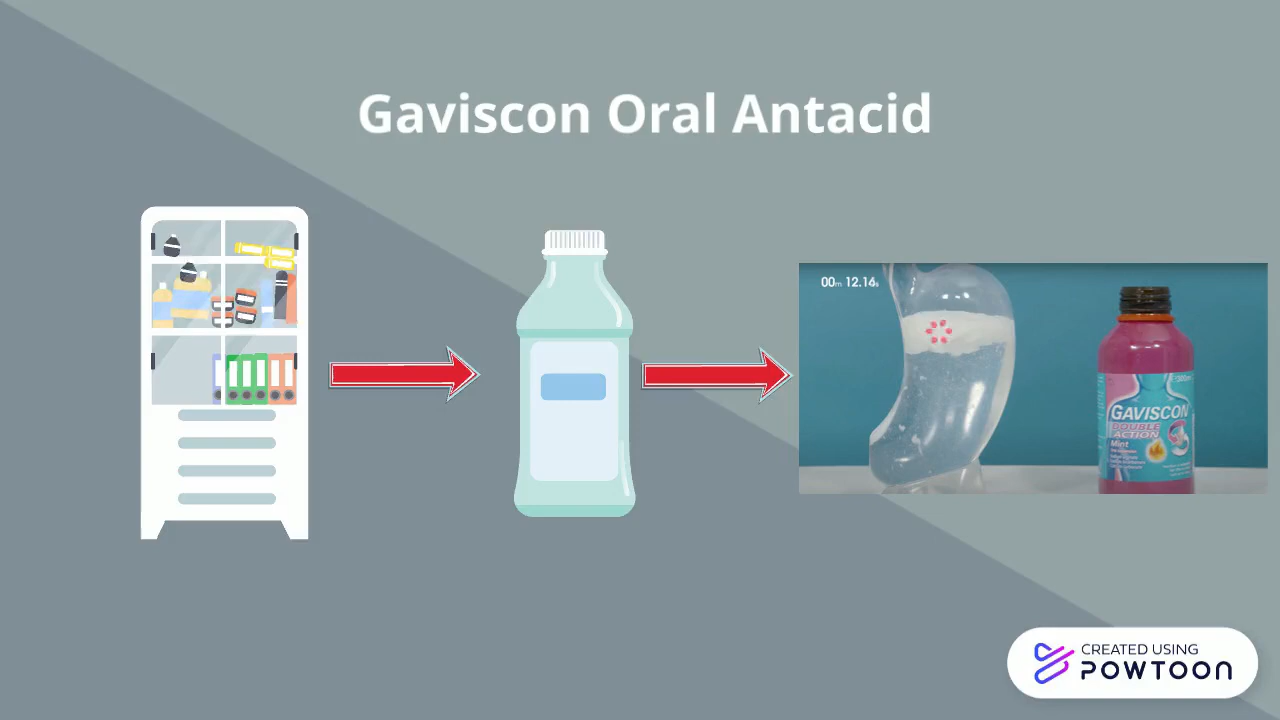 Gaviscon Oral Antacid
00m 12.14s
GAVISCON
DOUBLE
ACTION
Mint
CREATED USING
POWTOON